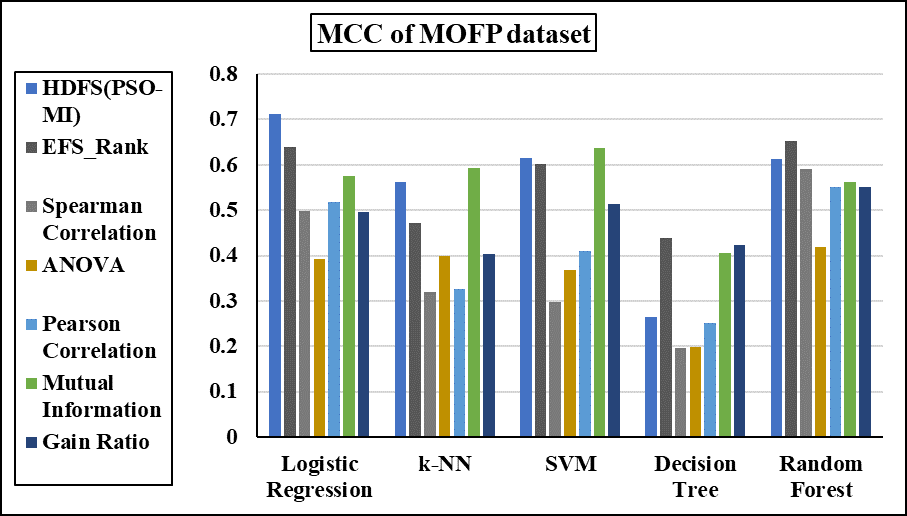 MCC of MOFP dataset
HDFS(PSO-
MI)
EFS_Rank
Spearman
Correlation
ANOVA
Pearson
Correlation
Mutual
Information
Gain Ratio
0.8
0.7
0.6
0.5
0.4
0.3
0.2
0.1
0
Logistic
Regression
k-NN
SVM
Decision
Tree
Random
Forest